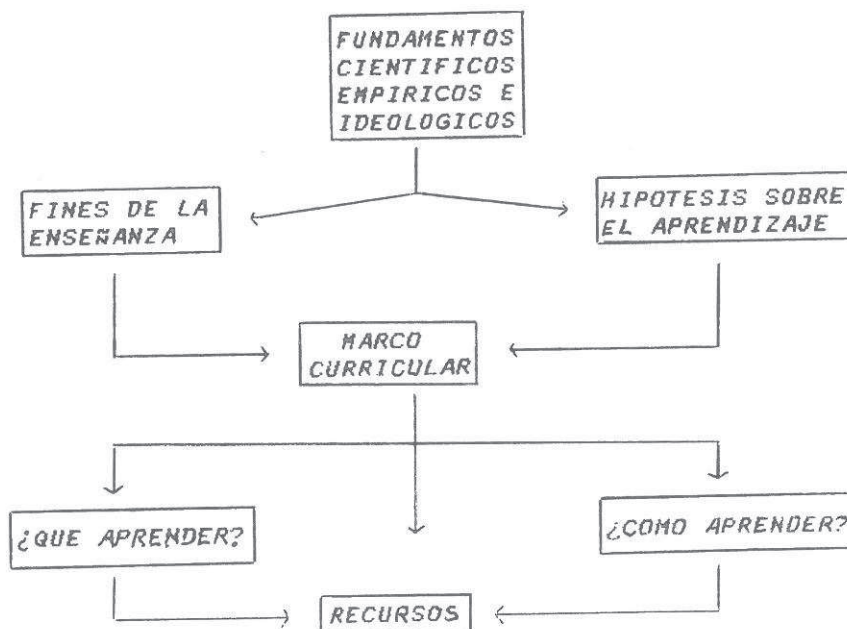 FUNDAMENTOS
CIENTIFICOS
EMPIRICOS E
IDEOLOGICOS
FINES DE LA
ENSEÑANZA
HIPOTESIS SOBRE
EL APRENDIZAJE
MARCO
CURRICULAR
¿QUE APRENDER?
¿COMO APRENDER?
RECURSOS